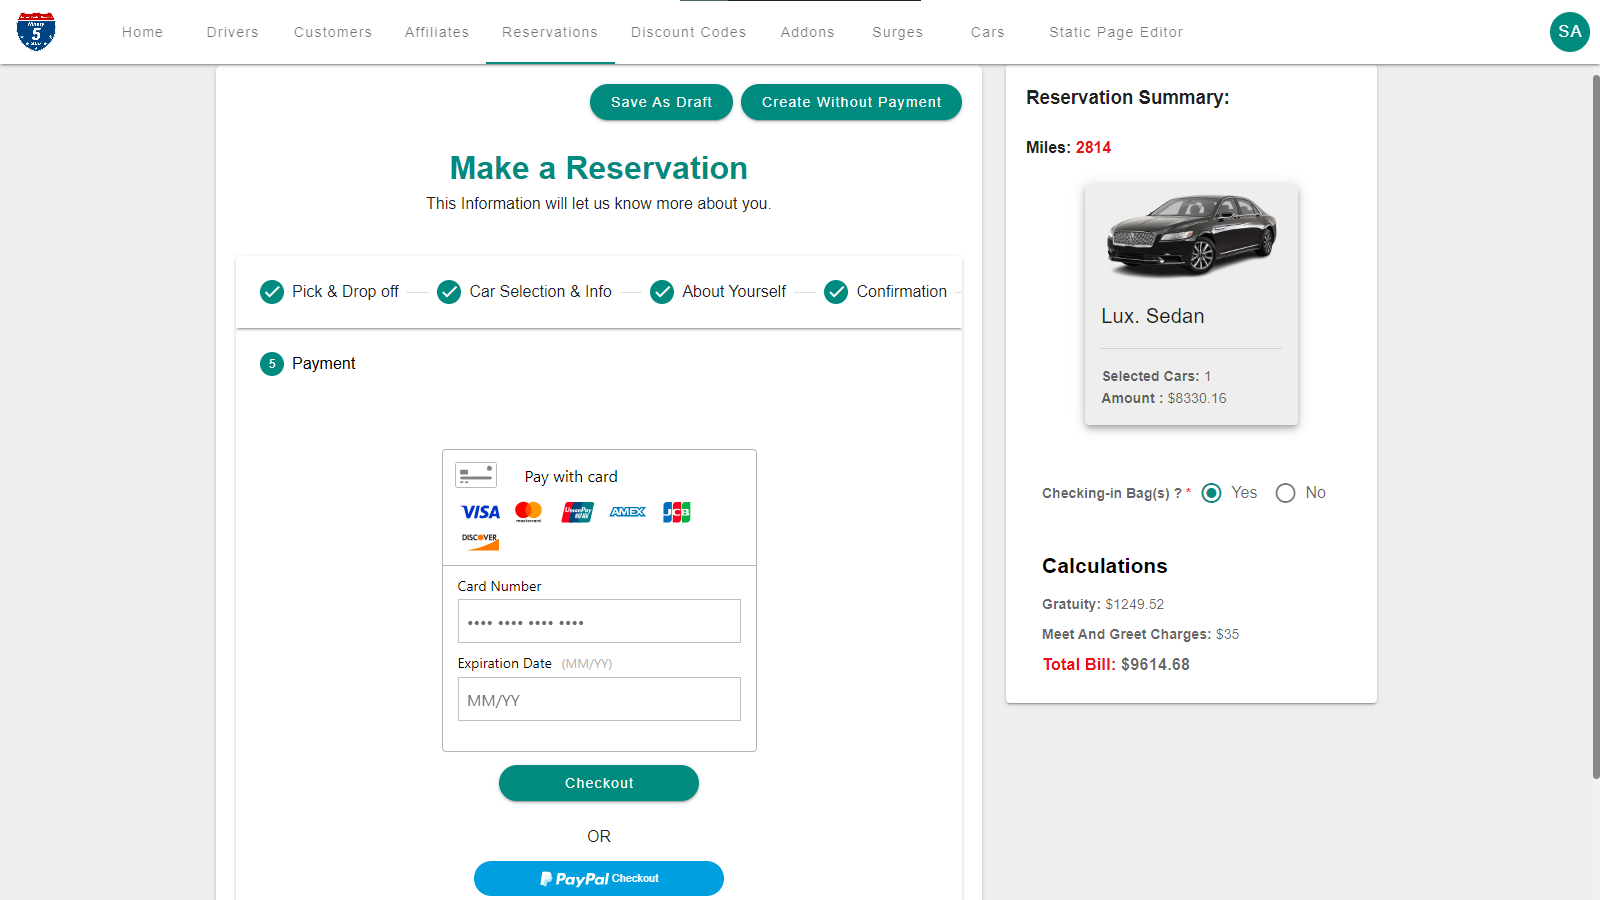 Ninety
5
Home Drivers Customers Affiliates Reservations Discount Codes Addons Surges Cars Static Page Editor SA
Save As Draft Create Without Payment
Make a Reservation
This Information will let us know more about you.
Pick & Drop off Car Selection & Info About Yourself Confirmation
5 Payment
Pay with card
VISA mastercard UnionPay AMEX JCB
DISCOVER
Card Number
•••• •••• •••• ••••
Expiration Date (MM/YY)
MM/YY
Checkout
OR
PayPal Checkout
Reservation Summary:
Miles: 2814
Lux. Sedan
Selected Cars: 1
Amount : $8330.16
Checking-in Bag(s) ? * Yes No
Calculations
Gratuity: $1249.52
Meet And Greet Charges: $35
Total Bill: $9614.68